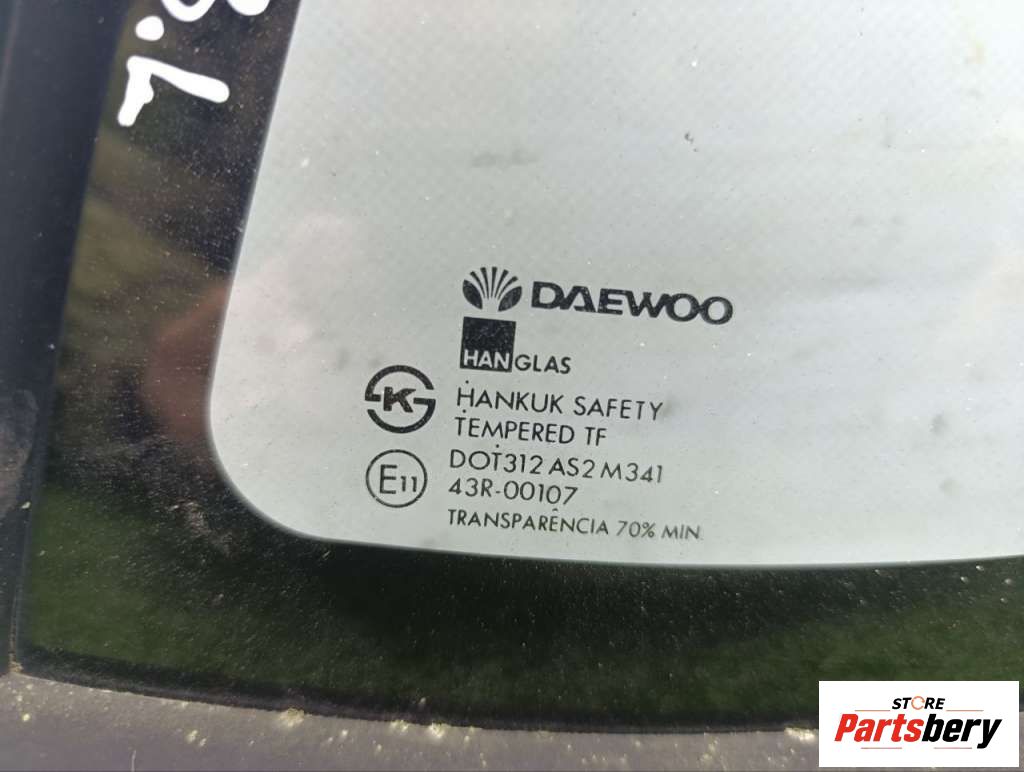 DAEWOO
HANGLAS
K HANKUK SAFETY
TEMPERED TF
DOT312 AS2 M341
E11 43R-00107
TRANSPARÊNCIA 70% MIN.
STORE
Partsbery